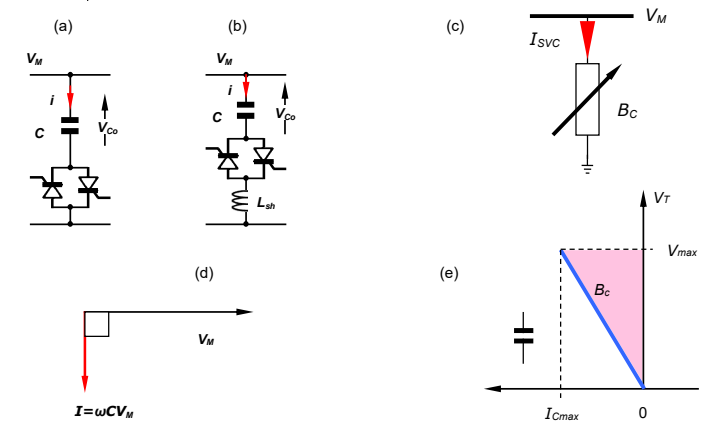 (a)
(b)
(c)
V_M
V_M
V_M
I_SVC
i
i
C
V_Co
C
V_Co
B_C
L_sh
V_T
(d)
(e)
V_max
B_c
V_M
I=ωCV_M
I_Cmax
0